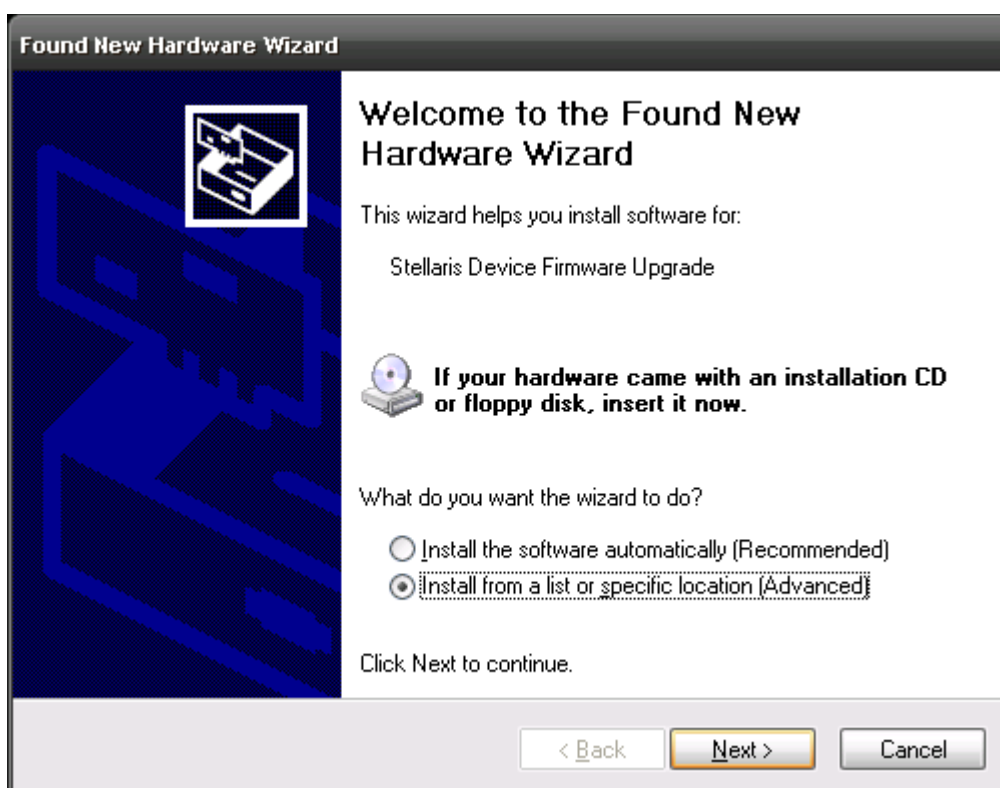 Found New Hardware Wizard
Welcome to the Found New
Hardware Wizard
This wizard helps you install software for:
Stellaris Device Firmware Upgrade
If your hardware came with an installation CD
or floppy disk, insert it now.
What do you want the wizard to do?
Install the software automatically (Recommended)
Install from a list or specific location (Advanced)
Click Next to continue.
< Back Next > Cancel